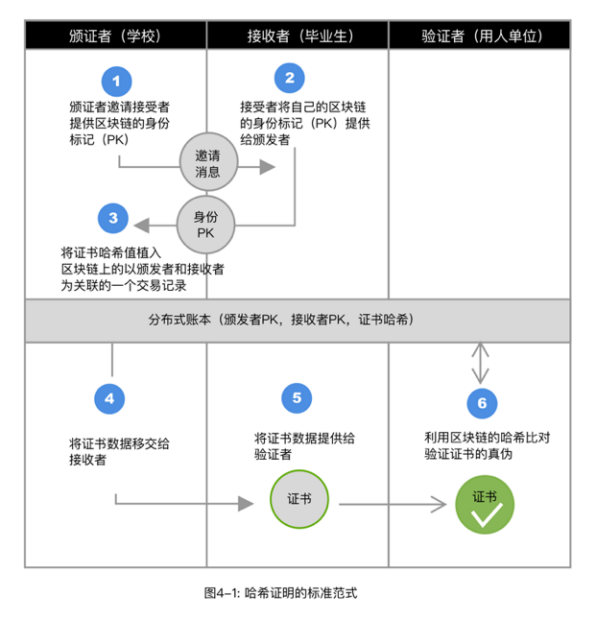 颁证者（学校）
接收者（毕业生）
验证者（用人单位）
1
颁证者邀请接受者
提供区块链的身份
标记（PK）
2
接受者将自己的区块链
的身份标记（PK）提供
给颁发者
邀请
消息
3
身份
PK
将证书哈希值植入
区块链上的以颁发者和接收者
为关联的一个交易记录
分布式账本（颁发者PK，接收者PK，证书哈希）
4
将证书数据移交给
接收者
5
将证书数据提供给
验证者
证书
6
利用区块链的哈希比对
验证证书的真伪
证书
图4-1: 哈希证明的标准范式